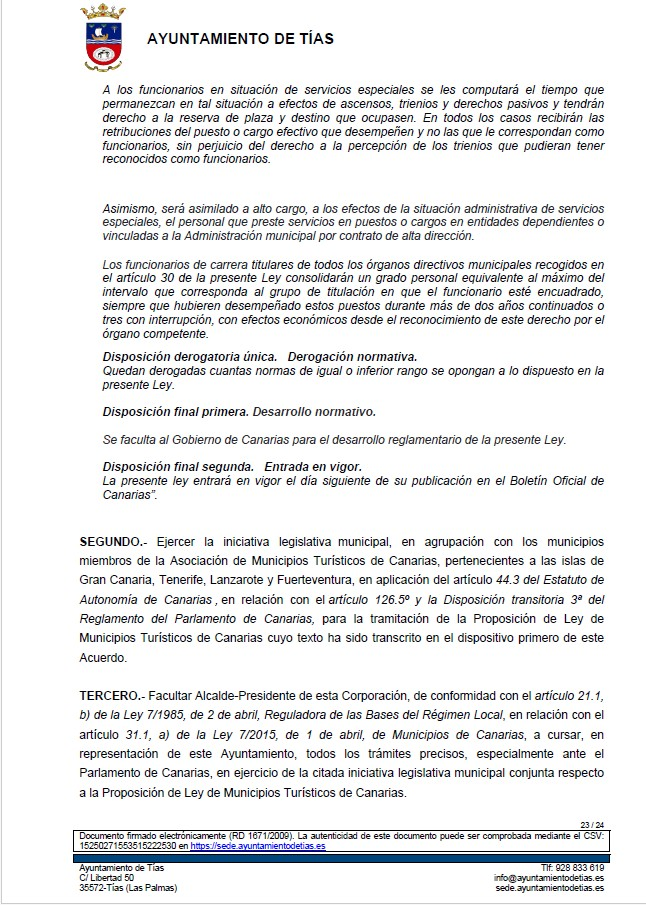 AYUNTAMIENTO DE TÍAS
A los funcionarios en situación de servicios especiales se les computará el tiempo que
permanezcan en tal situación a efectos de ascensos, trienios y derechos pasivos y tendrán
derecho a la reserva de plaza y destino que ocupasen. En todos los casos recibirán las
retribuciones del puesto o cargo efectivo que desempeñen y no las que le correspondan como
funcionarios, sin perjuicio del derecho a la percepción de los trienios que pudieran tener
reconocidos como funcionarios.
Asimismo, será asimilado a alto cargo, a los efectos de la situación administrativa de servicios
especiales, el personal que preste servicios en puestos o cargos en entidades dependientes o
vinculadas a la Administración municipal por contrato de alta dirección.
Los funcionarios de carrera titulares de todos los órganos directivos municipales recogidos en
el artículo 30 de la presente Ley consolidarán un grado personal equivalente al máximo del
intervalo que corresponda al grupo de titulación en que el funcionario esté encuadrado,
siempre que hubieren desempeñado estos puestos durante más de dos años continuados o
tres con interrupción, con efectos económicos desde el reconocimiento de este derecho por el
órgano competente.
Disposición derogatoria única. Derogación normativa.
Quedan derogadas cuantas normas de igual o inferior rango se opongan a lo dispuesto en la
presente Ley.
Disposición final primera. Desarrollo normativo.
Se faculta al Gobierno de Canarias para el desarrollo reglamentario de la presente Ley.
Disposición final segunda. Entrada en vigor.
La presente ley entrará en vigor el día siguiente de su publicación en el Boletín Oficial de
Canarias”.
SEGUNDO.- Ejercer la iniciativa legislativa municipal, en agrupación con los municipios
miembros de la Asociación de Municipios Turísticos de Canarias, pertenecientes a las islas de
Gran Canaria, Tenerife, Lanzarote y Fuerteventura, en aplicación del artículo 44.3 del Estatuto de
Autonomía de Canarias , en relación con el artículo 126.5º y la Disposición transitoria 3ª del
Reglamento del Parlamento de Canarias, para la tramitación de la Proposición de Ley de
Municipios Turísticos de Canarias cuyo texto ha sido transcrito en el dispositivo primero de este
Acuerdo.
TERCERO.- Facultar Alcalde-Presidente de esta Corporación, de conformidad con el artículo 21.1,
b) de la Ley 7/1985, de 2 de abril, Reguladora de las Bases del Régimen Local, en relación con el
artículo 31.1, a) de la Ley 7/2015, de 1 de abril, de Municipios de Canarias, a cursar, en
representación de este Ayuntamiento, todos los trámites precisos, especialmente ante el
Parlamento de Canarias, en ejercicio de la citada iniciativa legislativa municipal conjunta respecto
a la Proposición de Ley de Municipios Turísticos de Canarias.
23 / 24
Documento firmado electrónicamente (RD 1671/2009). La autenticidad de este documento puede ser comprobada mediante el CSV:
15250271553515222530 en https://sede.ayuntamientodetias.es
Ayuntamiento de Tías Tlf: 928 833 619
C/ Libertad 50 info@ayuntamientodetias.es
35572-Tías (Las Palmas) sede.ayuntamientodetias.es